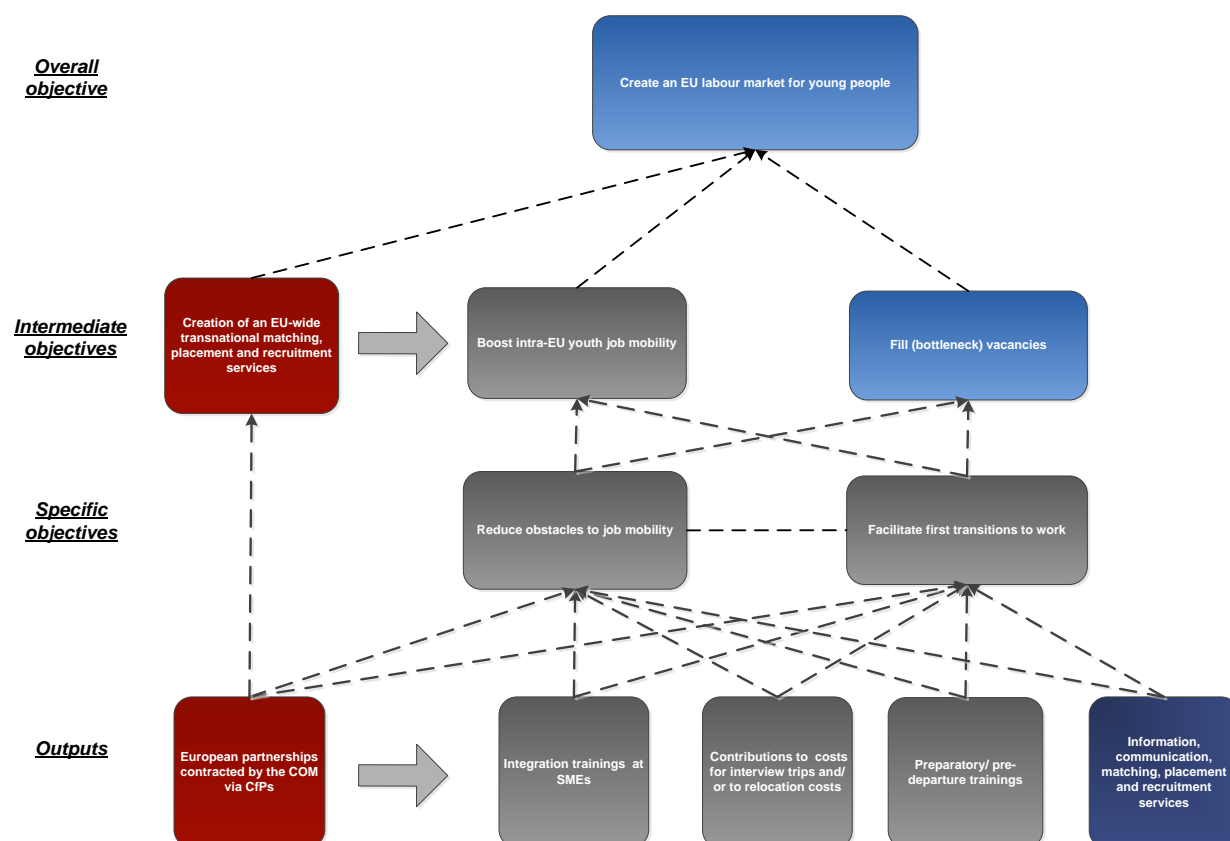 Overall
objective
Create an EU labour market for young people
Intermediate
objectives
Creation of an EU-wide
transnational matching,
placement and recruitment
services
Boost intra-EU youth job mobility
Fill (bottleneck) vacancies
Specific
objectives
Reduce obstacles to job mobility
Facilitate first transitions to work
Outputs
European partnerships
contracted by the COM
via CfPs
Integration trainings at
SMEs
Contributions to costs
for interview trips and/
or to relocation costs
Preparatory/ pre-
departure trainings
Information,
communication,
matching, placement
and recruitment
services